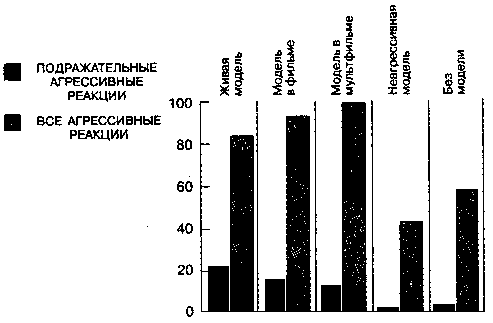 ПОДРАЖАТЕЛЬНЫЕ
АГРЕССИВНЫЕ
РЕАКЦИИ
ВСЕ АГРЕССИВНЫЕ
РЕАКЦИИ
Живая
модель
Модель
в фильме
Модель в
мультфильме
Неагрессивная
модель
Без
модели
100
80
60
40
20
0